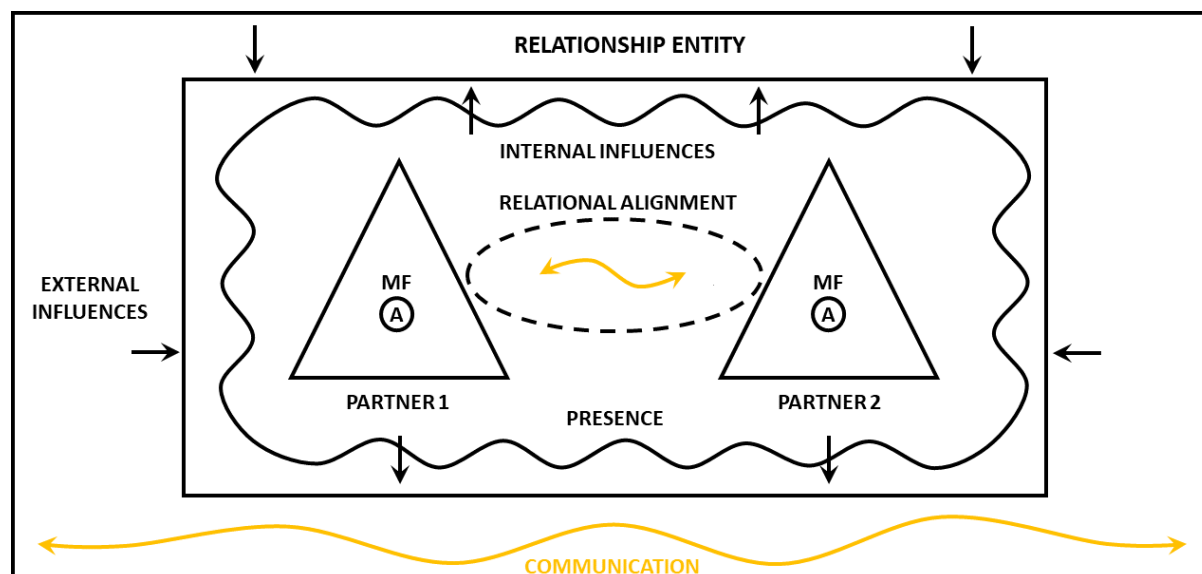 RELATIONSHIP ENTITY
INTERNAL INFLUENCES
RELATIONAL ALIGNMENT
EXTERNAL
INFLUENCES
MF
A
MF
A
PARTNER 1
PARTNER 2
PRESENCE
COMMUNICATION